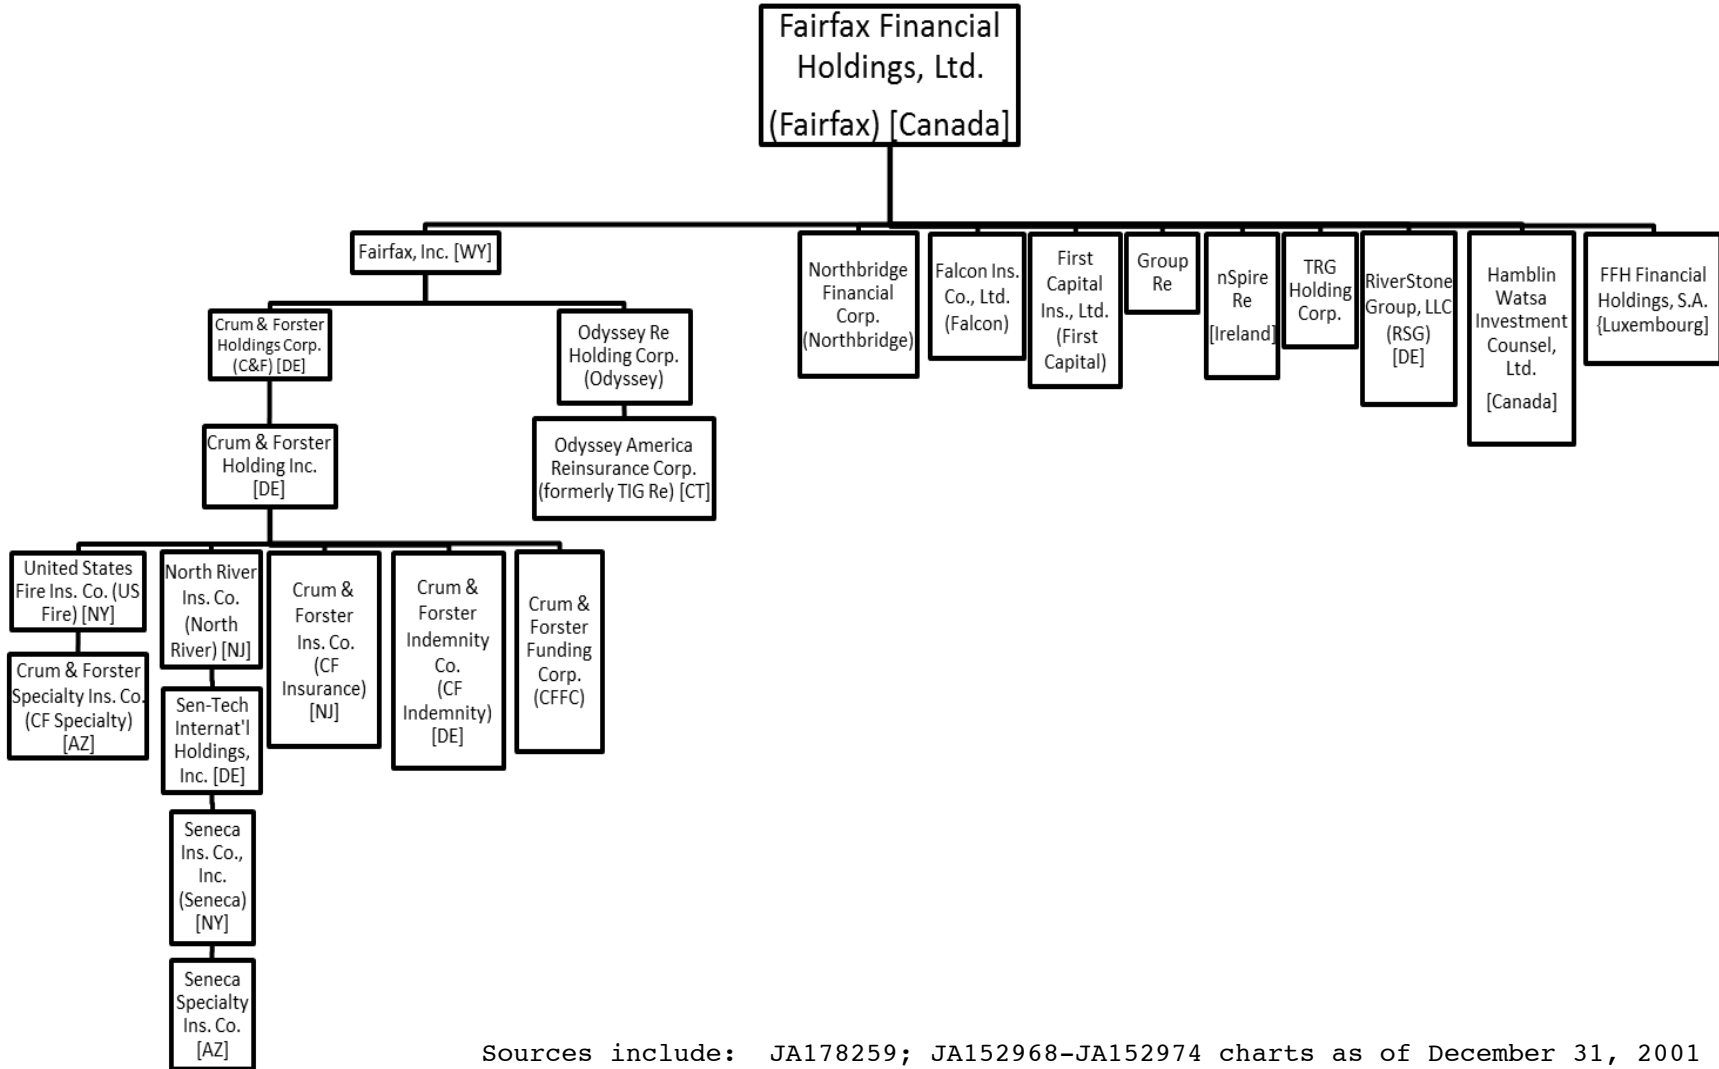 Fairfax Financial
Holdings, Ltd.
(Fairfax) [Canada]
Fairfax, Inc. [WY]
Northbridge
Financial
Corp.
(Northbridge)
Falcon Ins.
Co., Ltd.
(Falcon)
First
Capital
Ins., Ltd.
(First
Capital)
Group
Re
nSpire
Re
[Ireland]
TRG
Holding
Corp.
RiverStone
Group, LLC
(RSG)
[DE]
Hamblin
Watsa
Investment
Counsel,
Ltd.
[Canada]
FFH Financial
Holdings, S.A.
{Luxembourg]
Crum & Forster
Holdings Corp.
(C&F) [DE]
Odyssey Re
Holding Corp.
(Odyssey)
Crum & Forster
Holding Inc.
[DE]
Odyssey America
Reinsurance Corp.
(formerly TIG Re) [CT]
United States
Fire Ins. Co. (US
Fire) [NY]
North River
Ins. Co.
(North
River) [NJ]
Crum &
Forster
Ins. Co.
(CF
Insurance)
[NJ]
Crum &
Forster
Indemnity
Co.
(CF
Indemnity)
[DE]
Crum &
Forster
Funding
Corp.
(CFFC)
Crum & Forster
Specialty Ins. Co.
(CF Specialty)
[AZ]
Sen-Tech
Internat'l
Holdings,
Inc. [DE]
Seneca
Ins. Co.,
Inc.
(Seneca)
[NY]
Seneca
Specialty
Ins. Co.
[AZ]
Sources include: JA178259; JA152968-JA152974 charts as of December 31, 2001